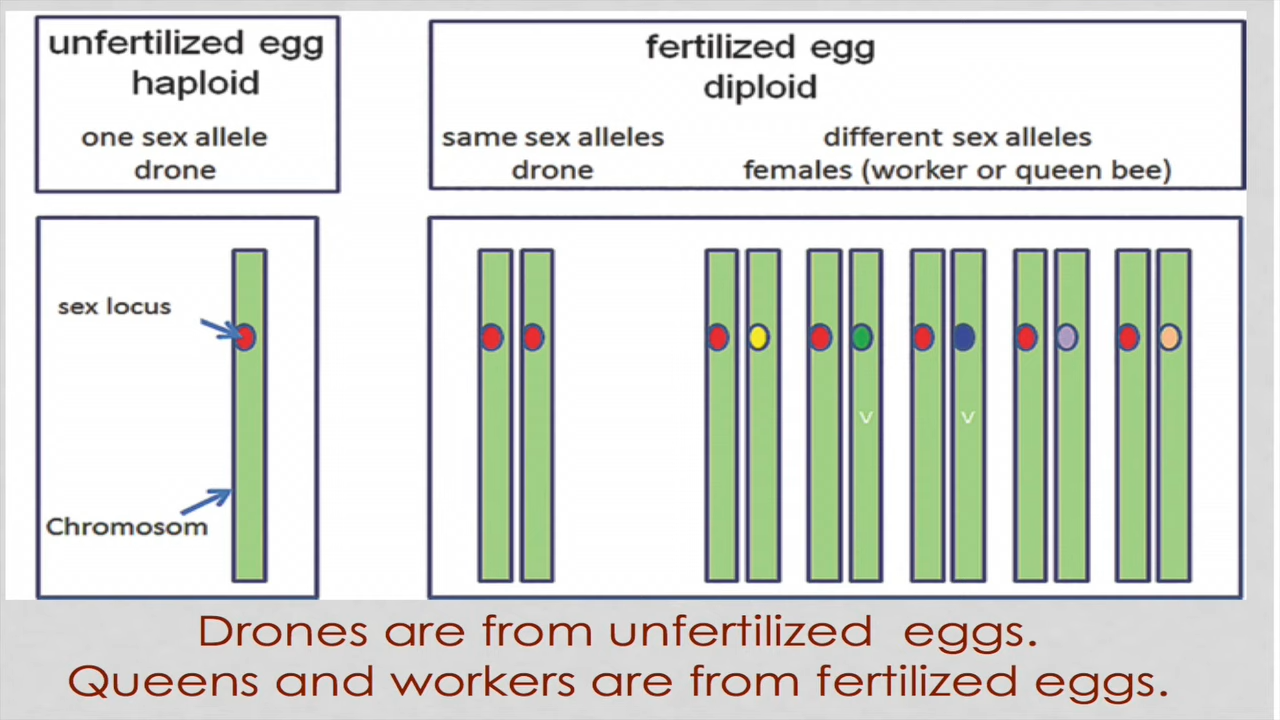 unfertilized egg
haploid
one sex allele
drone
fertilized egg
diploid
same sex alleles
drone
different sex alleles
females (worker or queen bee)
sex locus
Chromosom
v
v
Drones are from unfertilized eggs.
Queens and workers are from fertilized eggs.